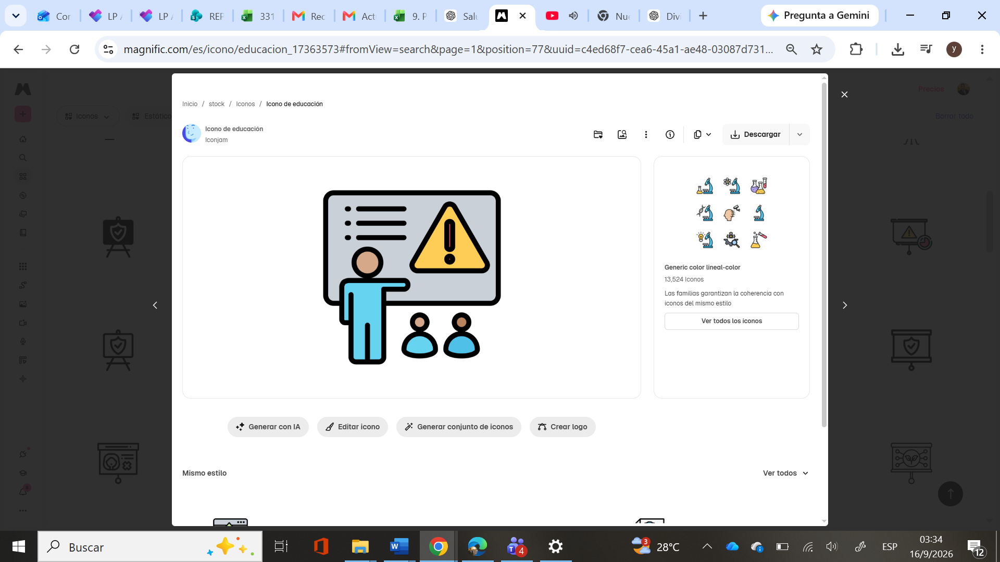 Cor
LP
LP
REF
331
Rec
Act
9. P
Salu
Nue
Divi
Pregunta a Gemini
magnific.com/es/icono/educacion_17363573#fromView=search&page=1&position=77&uuid=c4ed68f7-cea6-45a1-ae48-03087d731...
y
Precios
Iconos
Estático
Borrar todo
Inicio / stock / Iconos / Icono de educación
Icono de educación
Iconjam
Descargar
Generic color lineal-color
13,524 Iconos
Las familias garantizan la coherencia con
iconos del mismo estilo
Ver todos los iconos
Generar con IA
Editar icono
Generar conjunto de iconos
Crear logo
Mismo estilo
Ver todos
Buscar
W
T
4
3
28°C
ESP
03:34
16/9/2026
12